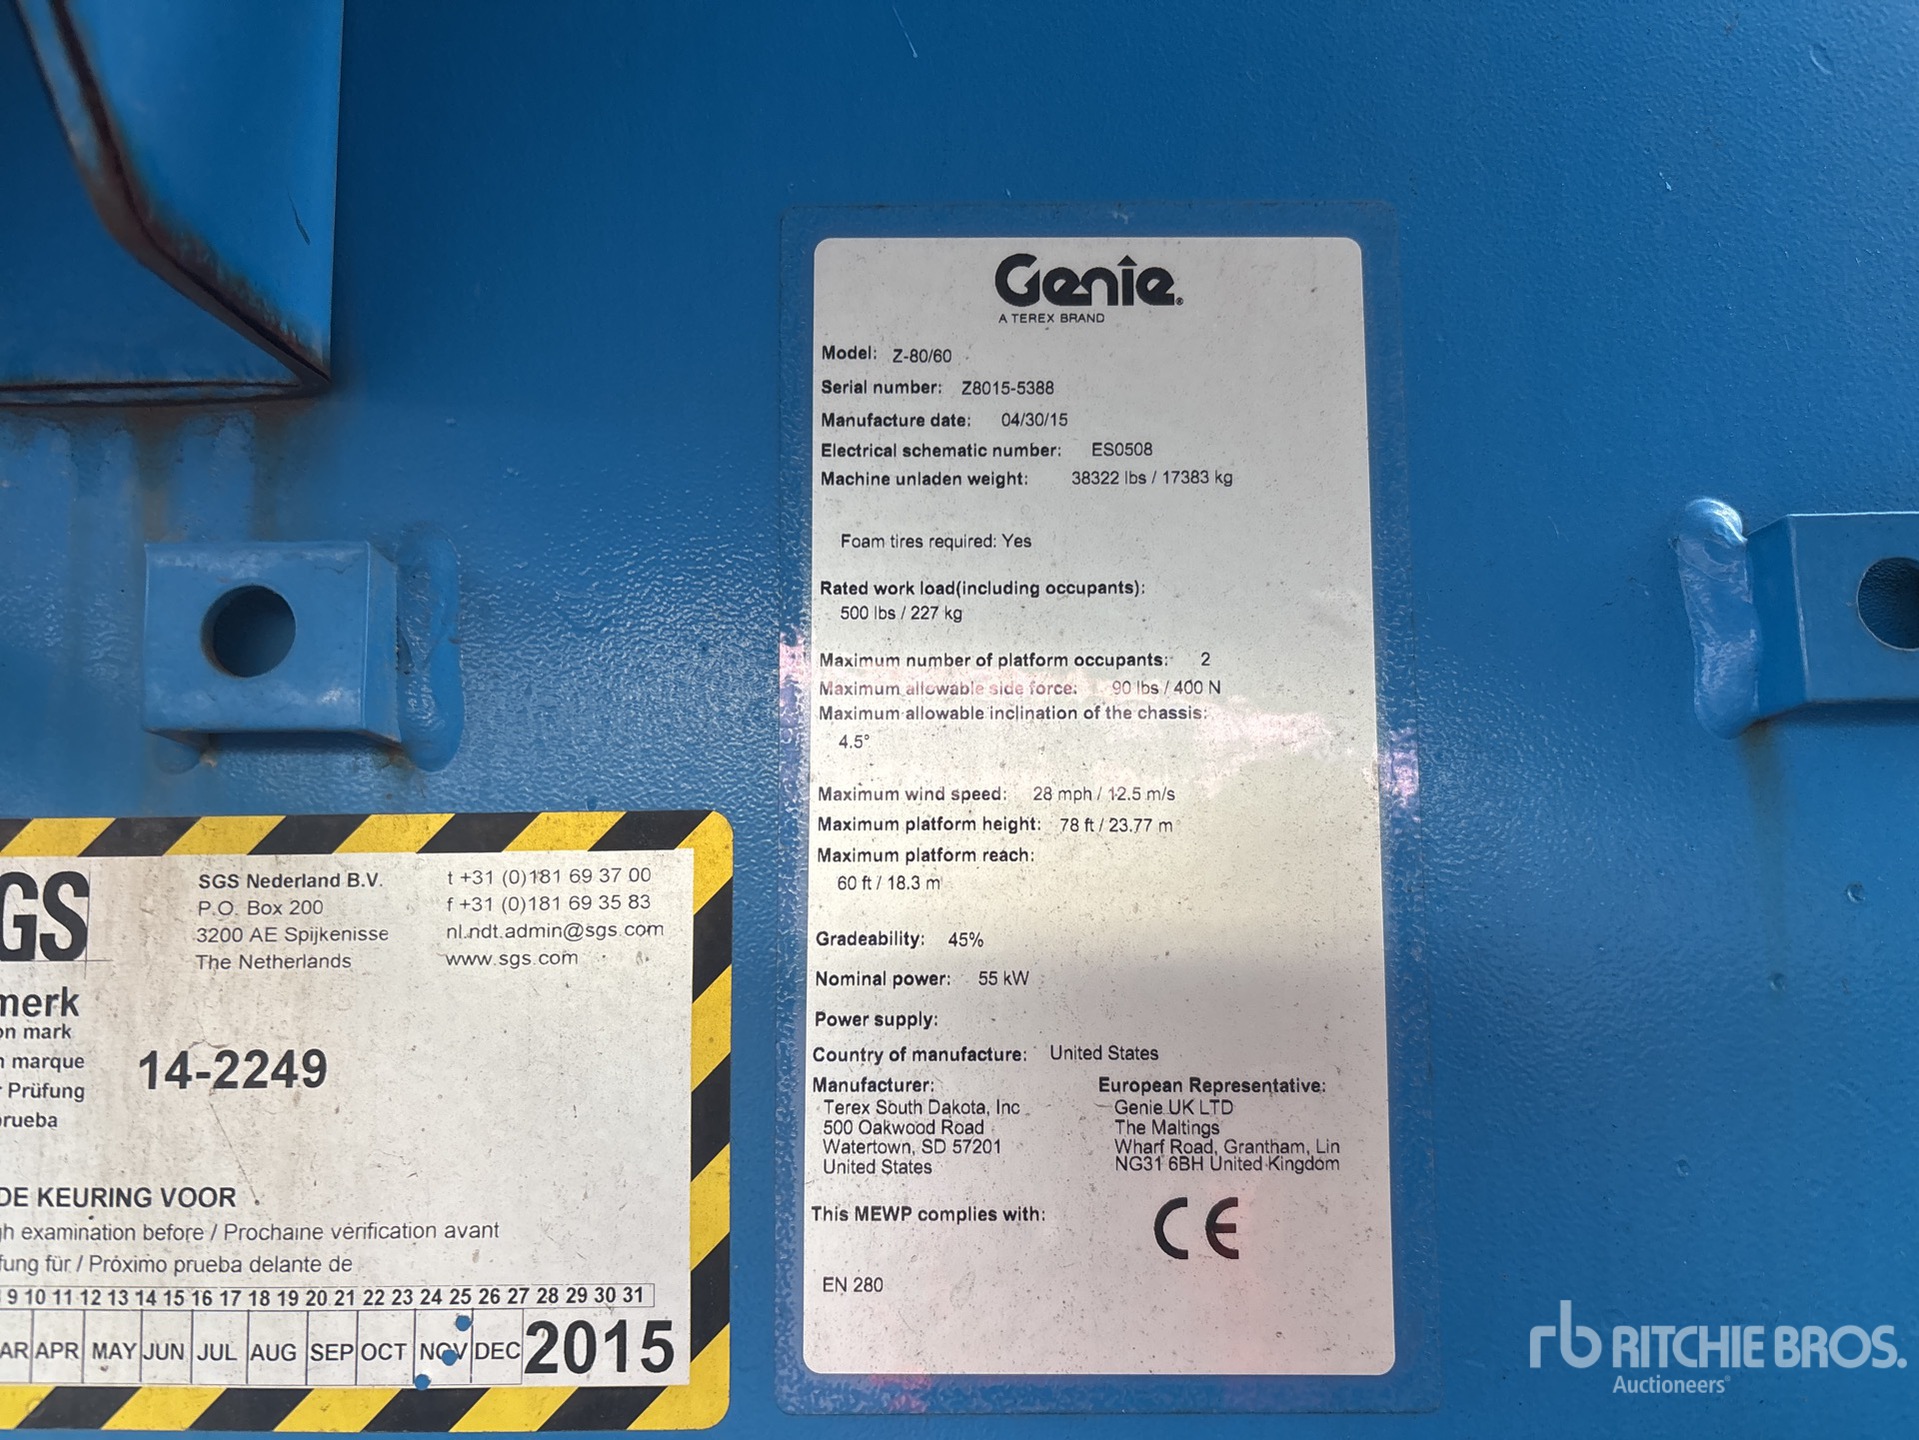 Genie®
A TEREX BRAND
Model: Z-80/60
Serial number: Z8015-5388
Manufacture date: 04/30/15
Electrical schematic number: ES0508
Machine unladen weight: 38322 lbs / 17383 kg
Foam tires required: Yes
Rated work load(including occupants):
500 lbs / 227 kg
Maximum number of platform occupants: 2
Maximum allowable side force: 90 lbs / 400 N
Maximum allowable inclination of the chassis:
4.5°
Maximum wind speed: 28 mph / 12.5 m/s
Maximum platform height: 78 ft / 23.77 m
Maximum platform reach:
60 ft / 18.3 m
Gradeability: 45%
Nominal power: 55 kW
Power supply:
Country of manufacture: United States
Manufacturer:
Terex South Dakota, Inc
500 Oakwood Road
Watertown, SD 57201
United States
European Representative:
Genie UK LTD
The Maltings
Wharf Road, Grantham, Lin
NG31 6BH United Kingdom
This MEWP complies with: CE
EN 280
GS
SGS Nederland B.V.
P.O. Box 200
3200 AE Spijkenisse
The Netherlands
t +31 (0)181 69 37 00
f +31 (0)181 69 35 83
nl.ndt.admin@sgs.com
www.sgs.com
merk
on mark
marque
Prüfung
prueba
14-2249
DE KEURING VOOR
gh examination before / Prochaine vérification avant
fung für / Próximo prueba delante de
9 10 11 12 13 14 15 16 17 18 19 20 21 22 23 24 25 26 27 28 29 30 31
AR APR MAY JUN JUL AUG SEP OCT NOV DEC 2015
rb RITCHIE BROS.
Auctioneers®